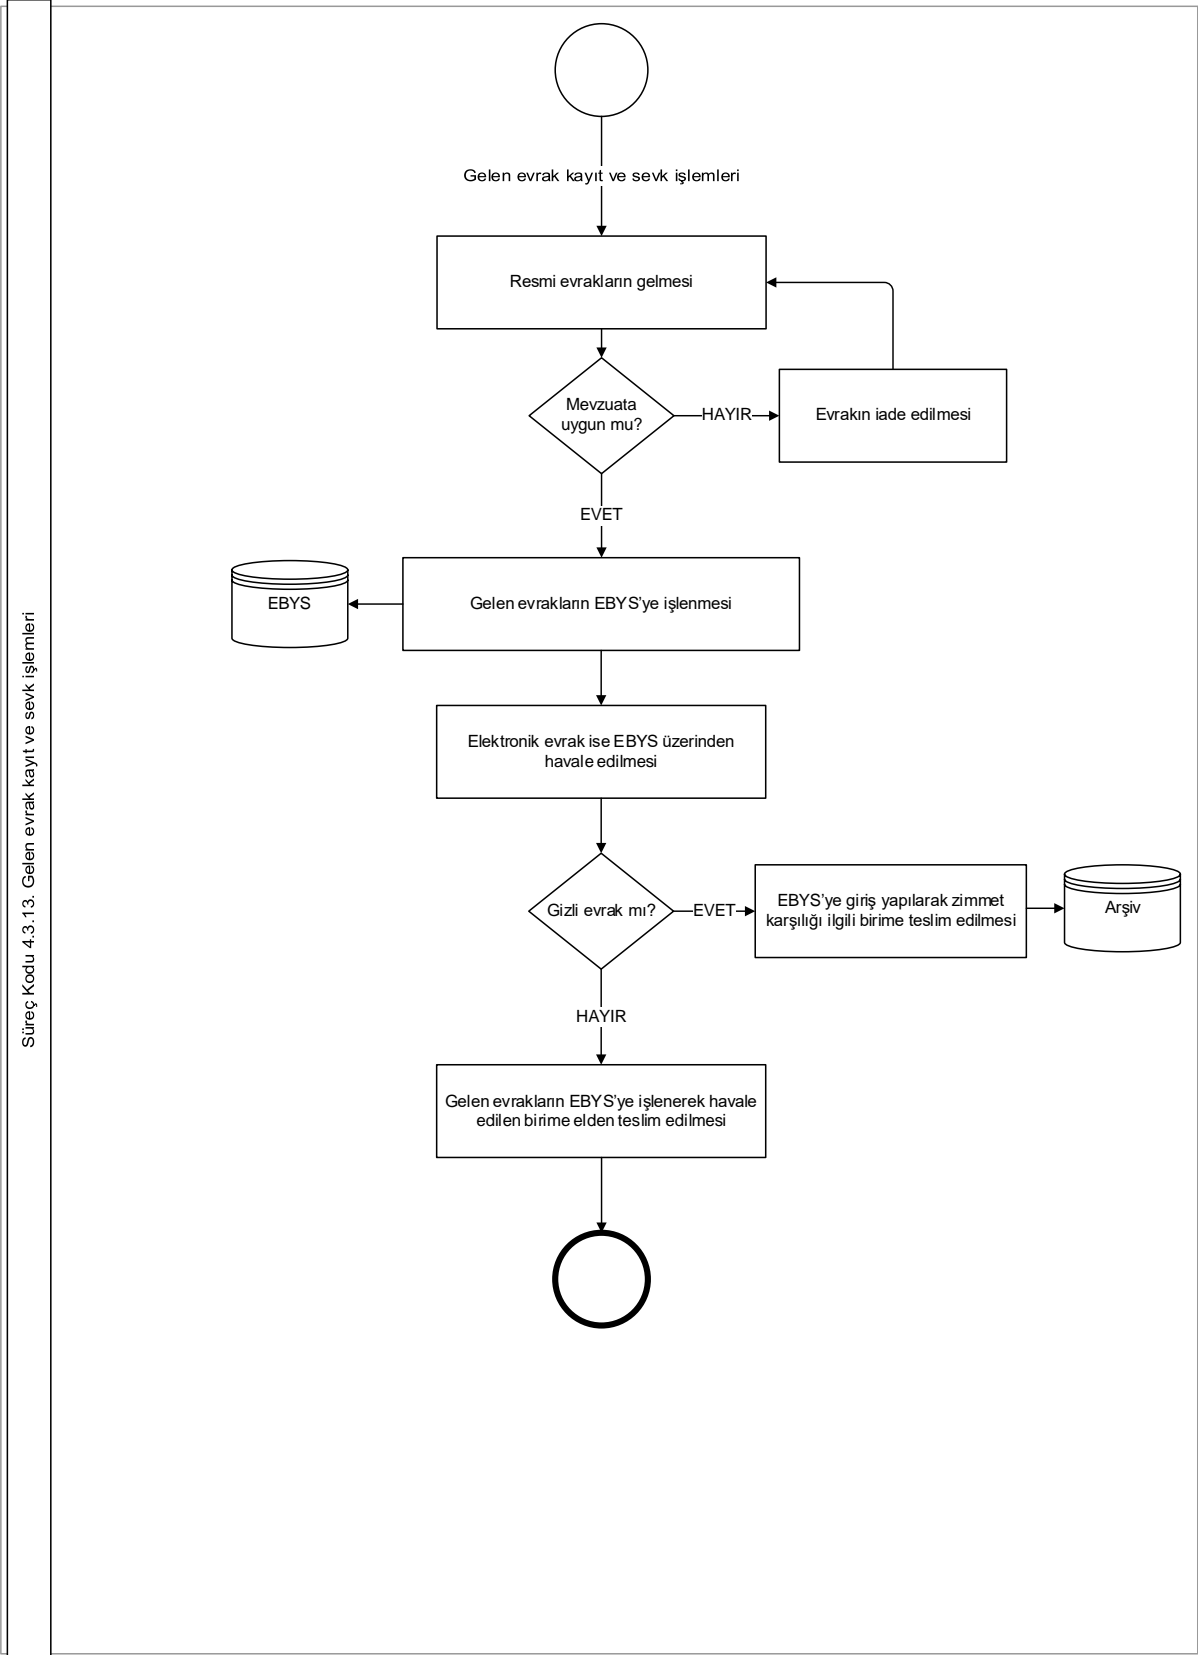 Süreç Kodu 4.3.13. Gelen evrak kayıt ve sevk işlemleri
Gelen evrak kayıt ve sevk işlemleri
Resmi evrakların gelmesi
Mevzuata
uygun mu?
HAYIR
Evrakın iade edilmesi
EVET
EBYS
Gelen evrakların EBYS’ye işlenmesi
Elektronik evrak ise EBYS üzerinden
havale edilmesi
Gizli evrak mı?
EVET
EBYS’ye giriş yapılarak zimmet
karşılığı ilgili birime teslim edilmesi
Arşiv
HAYIR
Gelen evrakların EBYS’ye işlenerek havale
edilen birime elden teslim edilmesi